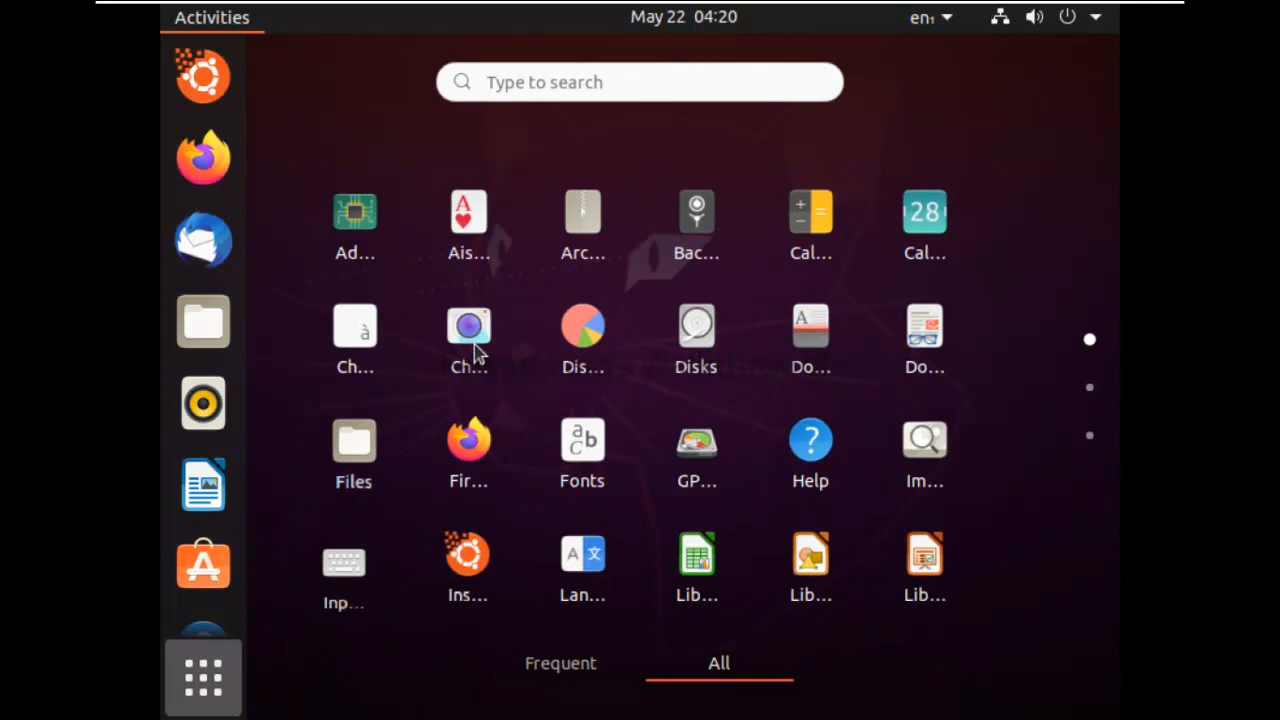 Activities
May 22 04:20
en₁
Type to search
Ad...
Ais...
Arc...
Bac...
Cal...
Cal...
Ch...
Ch...
Dis...
Disks
Do...
Do...
Files
Fir...
Fonts
GP...
Help
Im...
Inp...
Ins...
Lan...
Lib...
Lib...
Lib...
Frequent
All